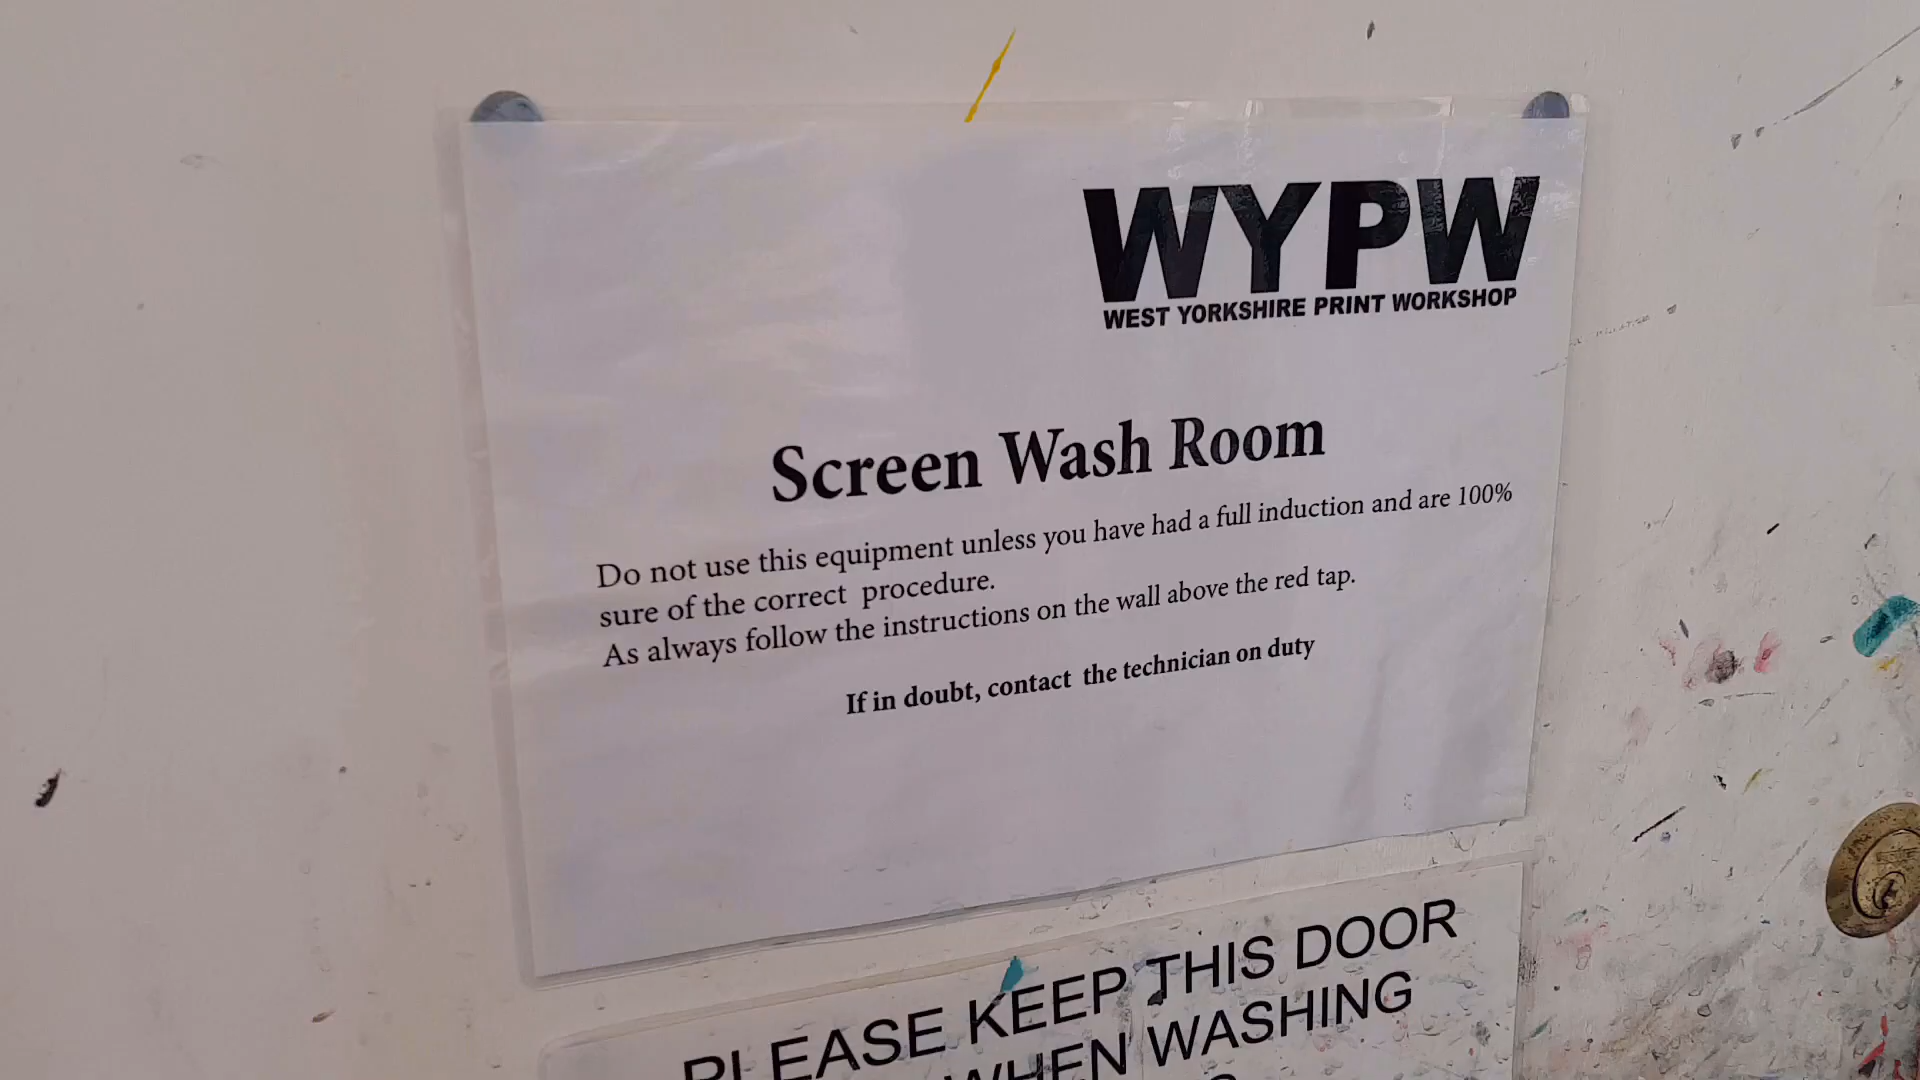 WYPW
WEST YORKSHIRE PRINT WORKSHOP
Screen Wash Room
Do not use this equipment unless you have had a full induction and are 100%
sure of the correct procedure.
As always follow the instructions on the wall above the red tap.
If in doubt, contact the technician on duty
PLEASE KEEP THIS DOOR
WHEN WASHING